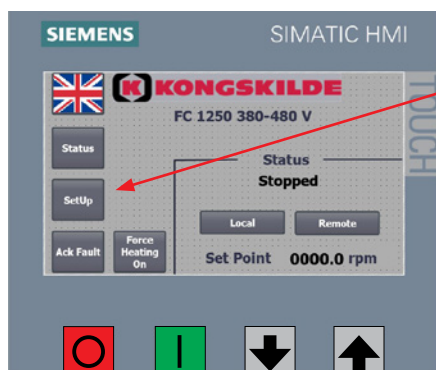 SIEMENS
SIMATIC HMI
TOUCH
K KONGSKILDE
FC 1250 380-480 V
Status
Status
Stopped
SetUp
Local
Remote
Ack Fault
Force
Heating
On
Set Point 0000.0 rpm